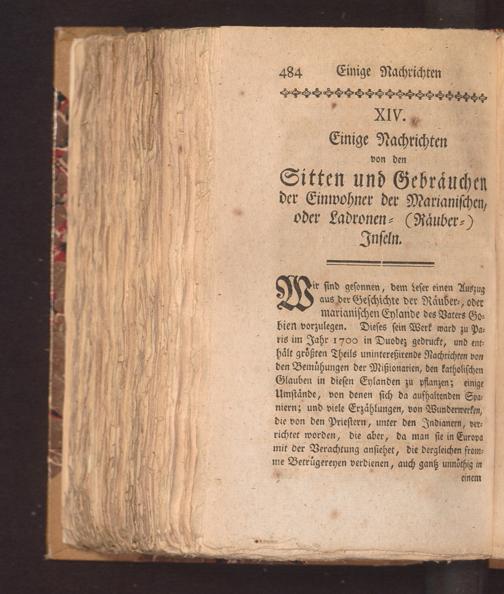 484 Einige Nachrichten
XIV.
Einige Nachrichten
von den
Sitten und Gebräuchen
der Einwohner der Marianischen,
oder Ladronen- (Räuber-)
Inseln.
Wir sind gesonnen, dem Leser einen Auszug
aus der Geschichte der Räuber-, oder
marianischen Eylande des Vaters Go-
bien vorzulegen. Dieses sein Werk ward zu Pa-
ris im Jahr 1700 in Duodez gedruckt, und ent-
hält größten Theils unintereßirende Nachrichten von
den Bemühungen der Mißionarien, den katholischen
Glauben in diesen Eylanden zu pflanzen; einige
Umstände, von denen sich da aufhaltenden Spa-
niern; und viele Erzählungen, von Wunderwerken,
die von den Priestern, unter den Indianern, ver-
richtet worden, die aber, da man sie in Europa
mit der Verachtung ansiehet, die dergleichen from-
me Betrügereyen verdienen, auch gantz unnöthig in
einem